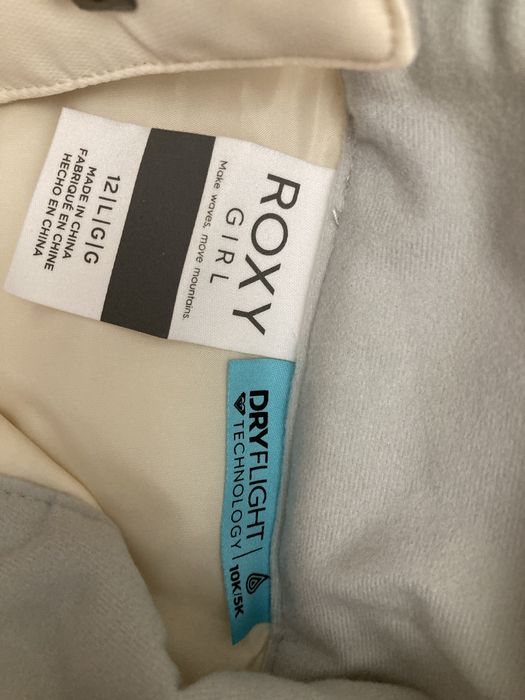 ROXY
GIRL
Make waves, move mountains.
12|L|G|G
MADE IN CHINA
FABRIQUÉ EN CHINE
HECHO EN CHINA
DRYFLIGHT
TECHNOLOGY | 10K/5K